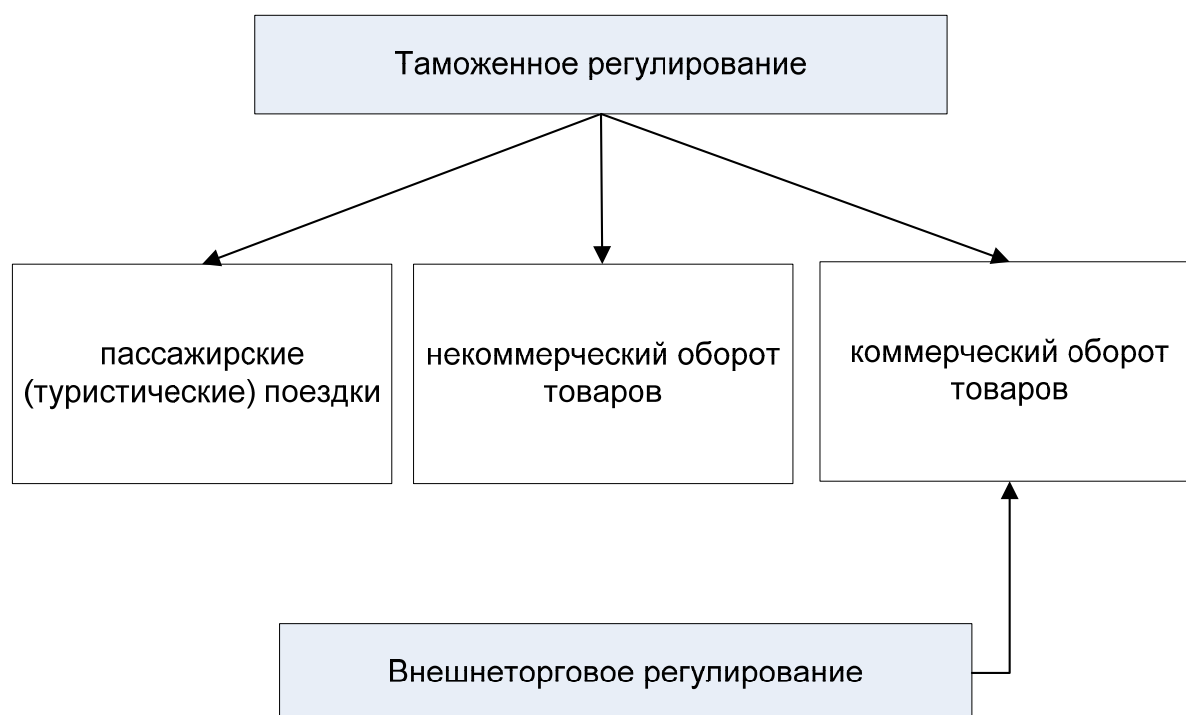 Таможенное регулирование
пассажирские
(туристические) поездки
некоммерческий оборот
товаров
коммерческий оборот
товаров
Внешнеторговое регулирование